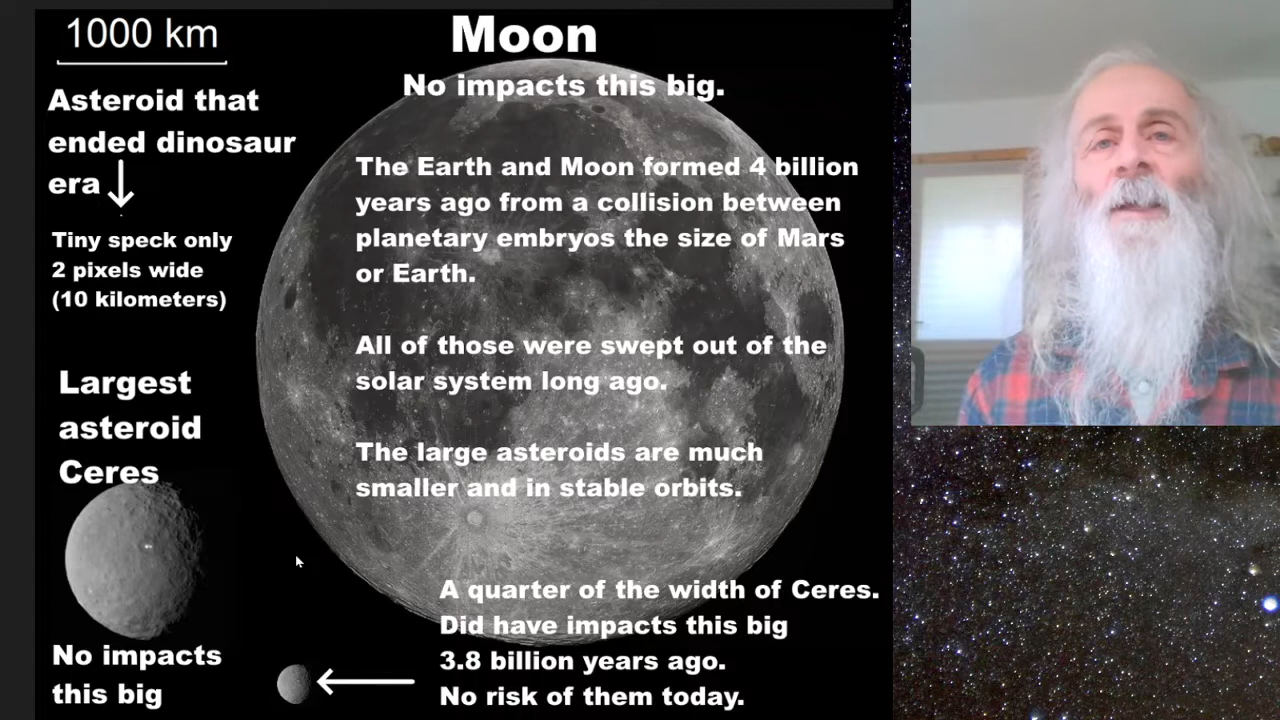 1000 km
Moon
No impacts this big.
Asteroid that
ended dinosaur
era
Tiny speck only
2 pixels wide
(10 kilometers)
The Earth and Moon formed 4 billion
years ago from a collision between
planetary embryos the size of Mars
or Earth.
All of those were swept out of the
solar system long ago.
The large asteroids are much
smaller and in stable orbits.
Largest
asteroid
Ceres
No impacts
this big
A quarter of the width of Ceres.
Did have impacts this big
3.8 billion years ago.
No risk of them today.